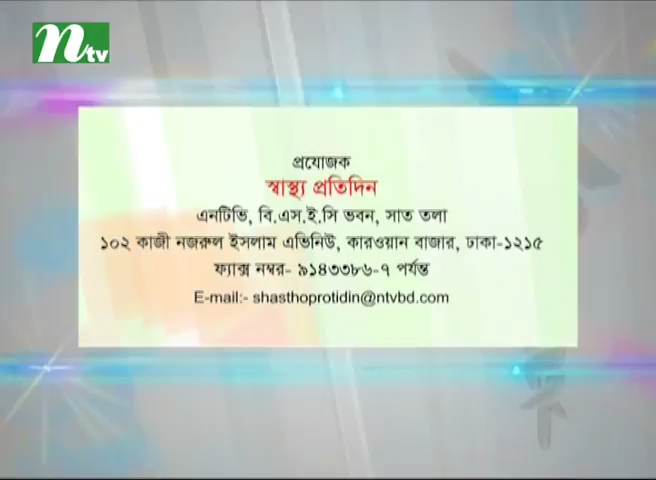 ntv
প্রযোজক
স্বাস্থ্য প্রতিদিন
এনটিভি, বি.এস.ই.সি ভবন, সাত তলা
১০২ কাজী নজরুল ইসলাম এভিনিউ, কারওয়ান বাজার, ঢাকা-১২১৫
ফ্যাক্স নম্বর- ৯১৪৩৩৮৬-৭ পর্যন্ত
E-mail:- shasthoprotidin@ntvbd.com